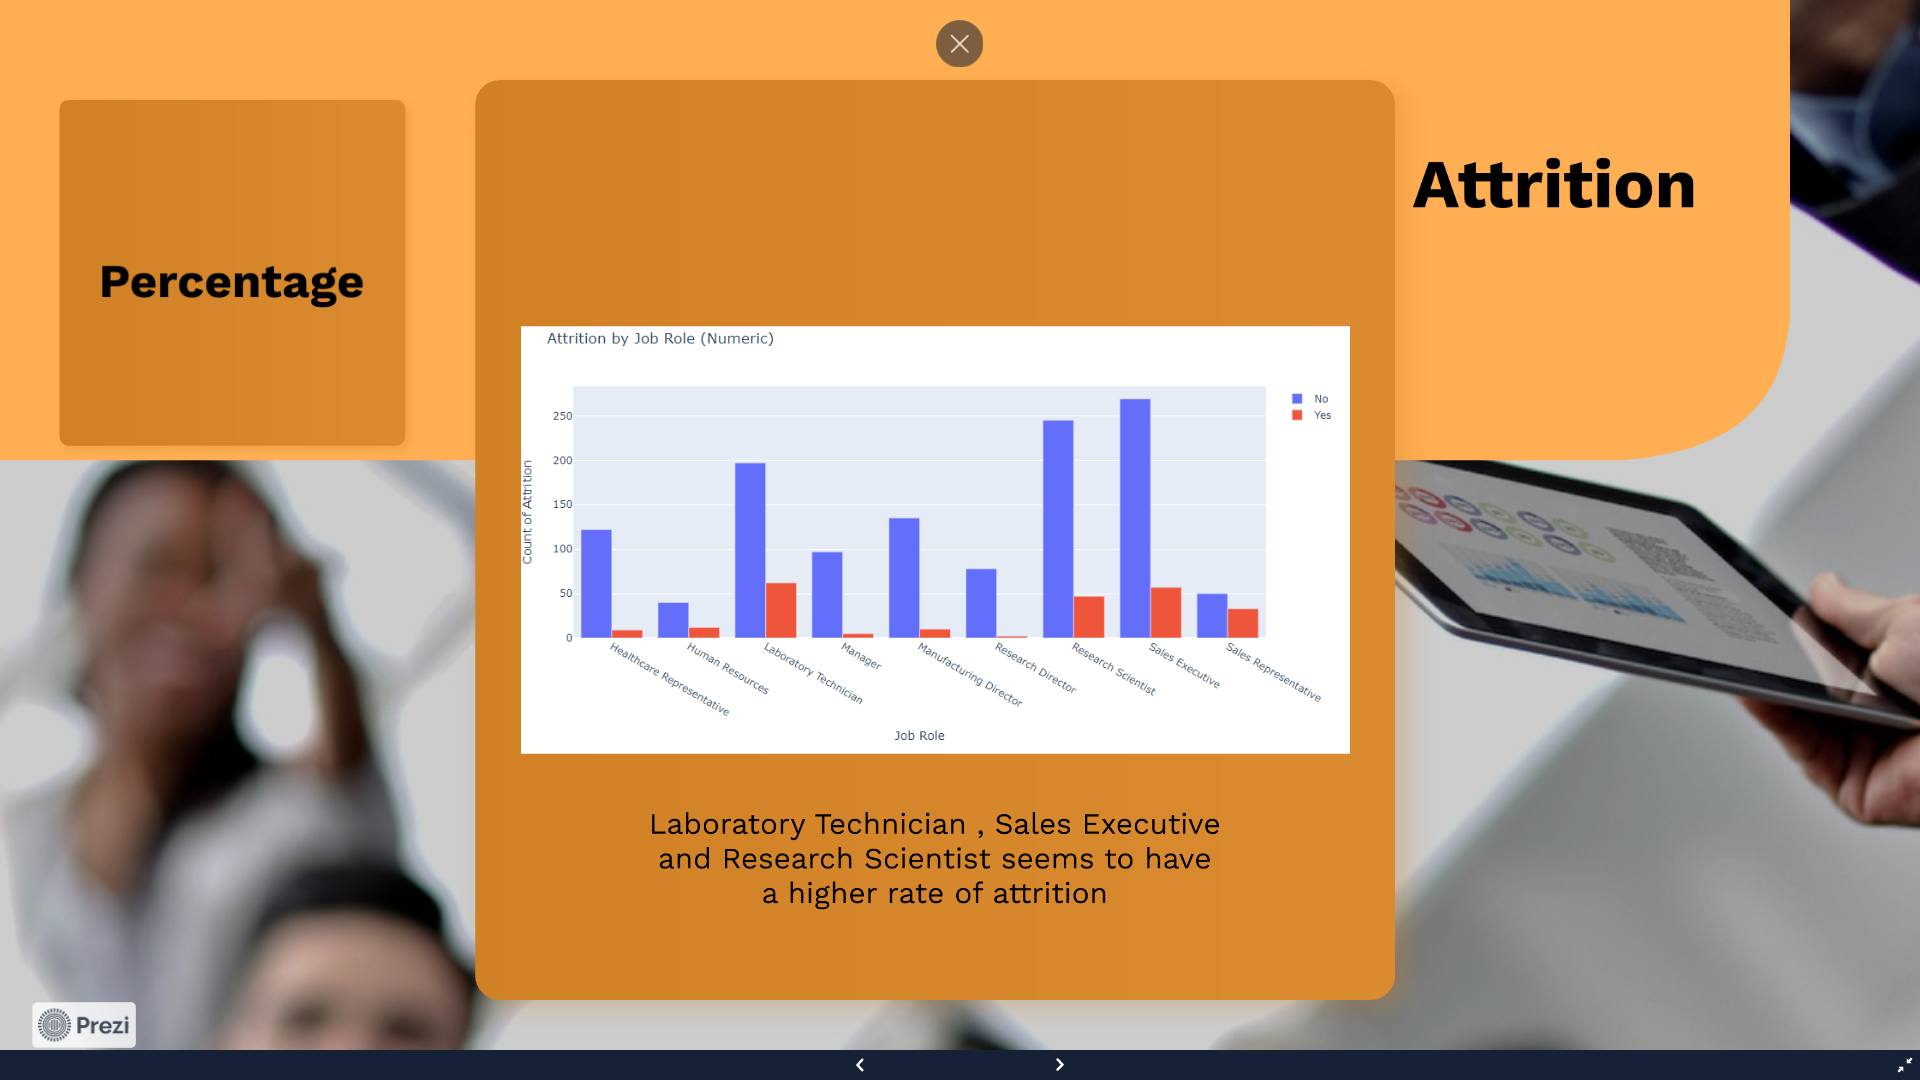 Attrition
Percentage
Attrition by Job Role (Numeric)
No
Yes
Count of Attrition
250
200
150
100
50
0
Healthcare Representative
Human Resources
Laboratory Technician
Manager
Manufacturing Director
Research Director
Research Scientist
Sales Executive
Sales Representative
Job Role
Laboratory Technician , Sales Executive
and Research Scientist seems to have
a higher rate of attrition
Prezi